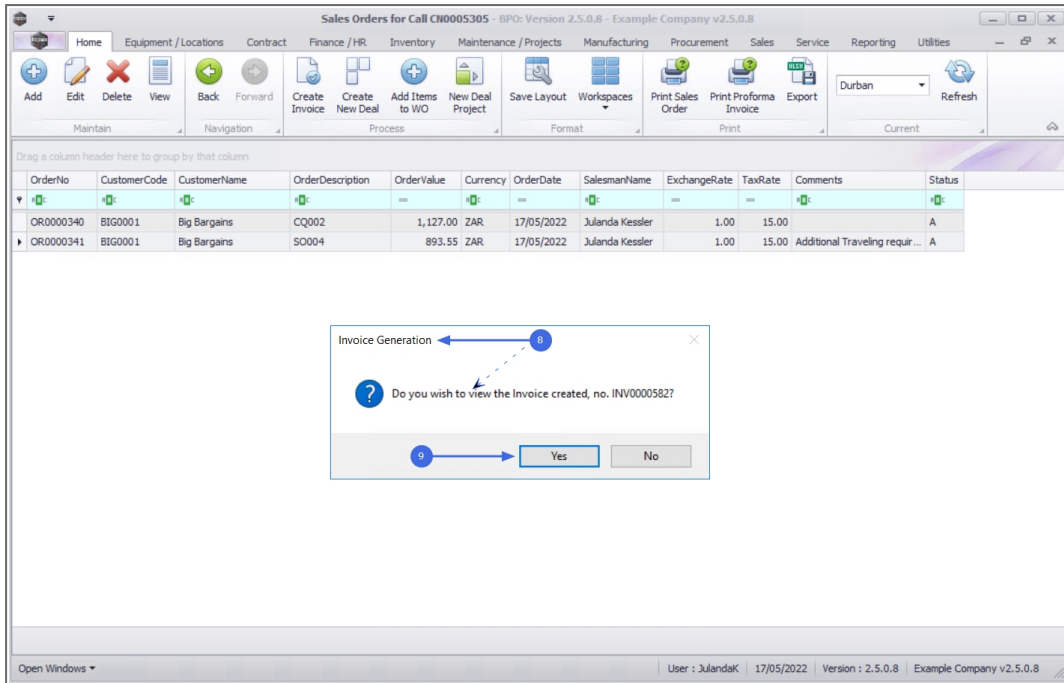 Sales Orders for Call CN0005305 - BPO: Version 2.5.0.8 - Example Company v2.5.0.8
Home Equipment / Locations Contract Finance / HR Inventory Maintenance / Projects Manufacturing Procurement Sales Service Reporting Utilities
Add Edit Delete View Back Forward Create Invoice Create New Deal Add Items to WO New Deal Project Save Layout Workspaces Print Sales Order Print Proforma Invoice Export Durban Refresh
Maintain Navigation Process Format Print Current
Drag a column header here to group by that column
OrderNo CustomerCode CustomerName OrderDescription OrderValue Currency OrderDate SalesmanName ExchangeRate TaxRate Comments Status
OR0000340 BIG0001 Big Bargains CQ002 1,127.00 ZAR 17/05/2022 Julanda Kessler 1.00 15.00 A
OR0000341 BIG0001 Big Bargains SO004 893.55 ZAR 17/05/2022 Julanda Kessler 1.00 15.00 Additional Traveling requir... A
Invoice Generation 8
Do you wish to view the Invoice created, no. INV0000582?
9 Yes No
Open Windows User : JulandaK 17/05/2022 Version : 2.5.0.8 Example Company v2.5.0.8